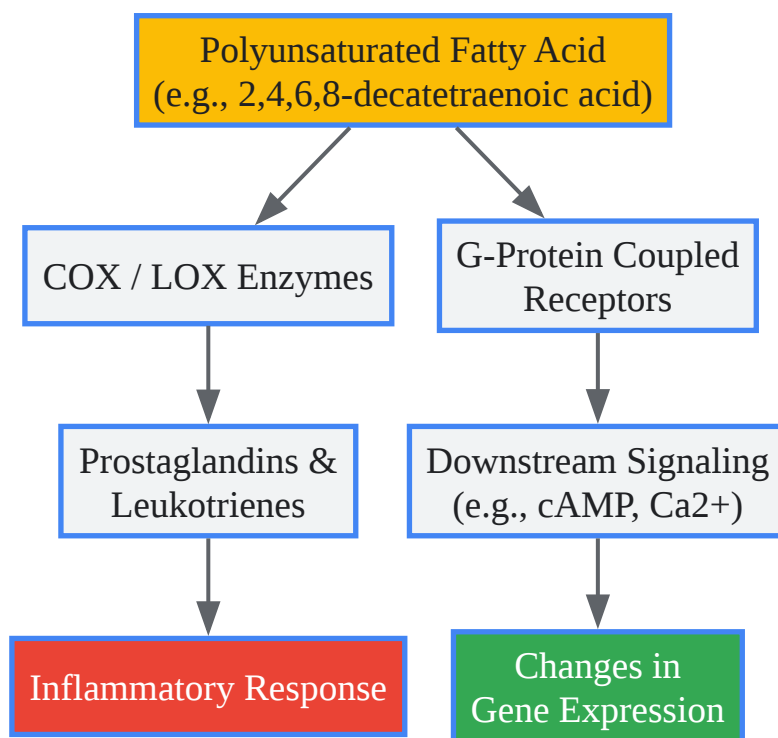 Polyunsaturated Fatty Acid
(e.g., 2,4,6,8-decatetraenoic acid)
COX / LOX Enzymes
G-Protein Coupled
Receptors
Prostaglandins &
Leukotrienes
Downstream Signaling
(e.g., cAMP, Ca2+)
Inflammatory Response
Changes in
Gene Expression